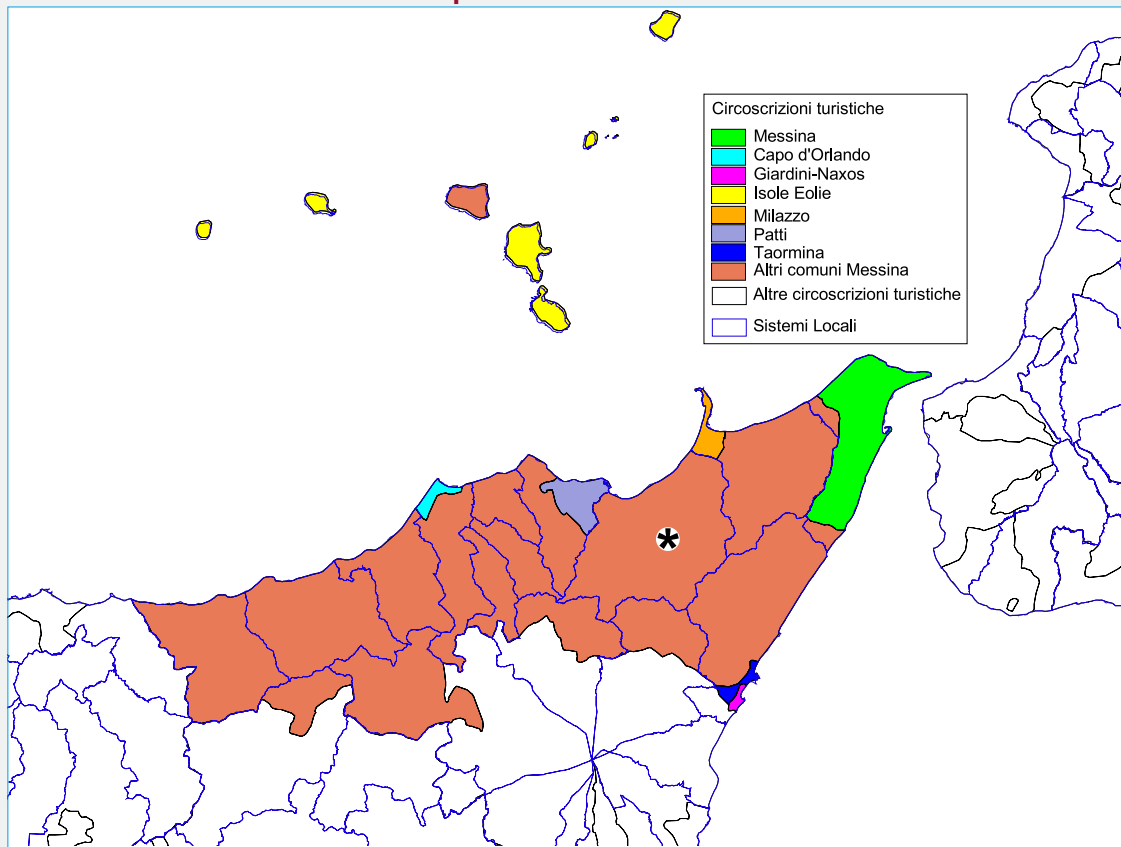 Circoscrizioni turistiche
Messina
Capo d'Orlando
Giardini-Naxos
Isole Eolie
Milazzo
Patti
Taormina
Altri comuni Messina
Altre circoscrizioni turistiche
Sistemi Locali
*